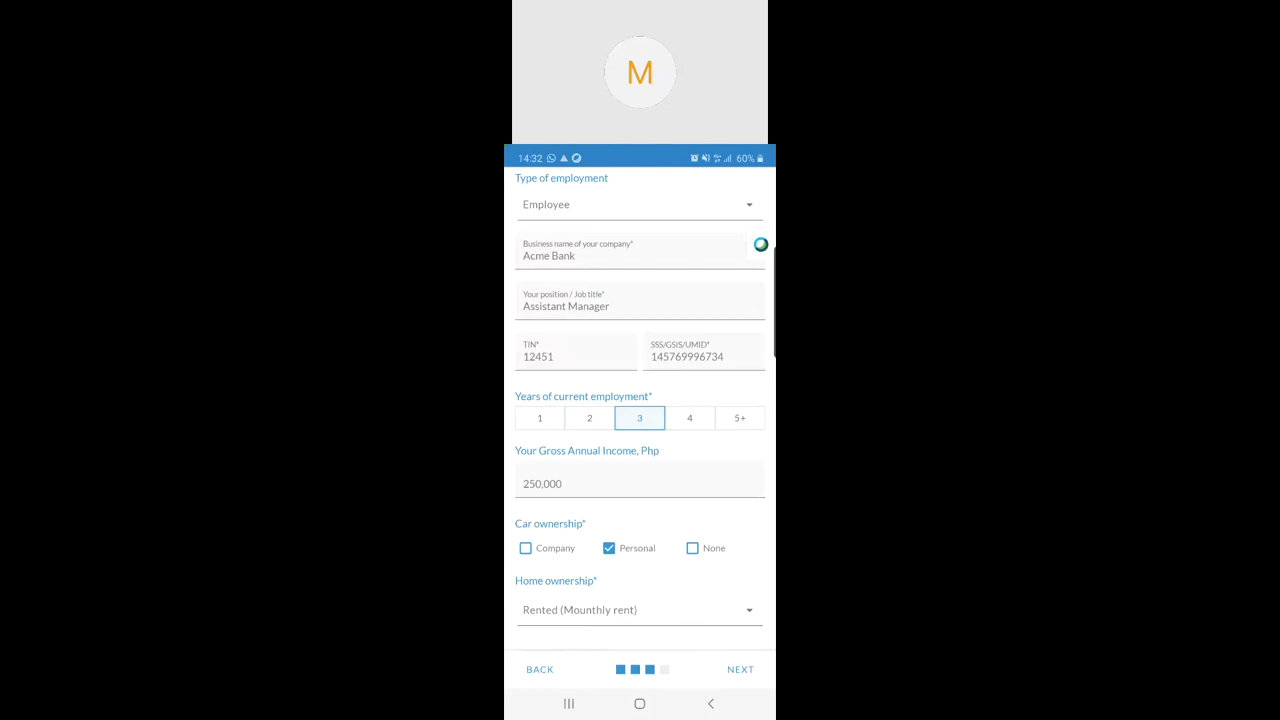 M
14:32 60%
Type of employment
Employee
Business name of your company*
Acme Bank
Your position / Job title*
Assistant Manager
TIN* SSS/GSIS/UMID*
12451 145769996734
Years of current employment*
1 2 3 4 5+
Your Gross Annual Income, Php
250,000
Car ownership*
Company Personal None
Home ownership*
Rented (Mounthly rent)
BACK NEXT